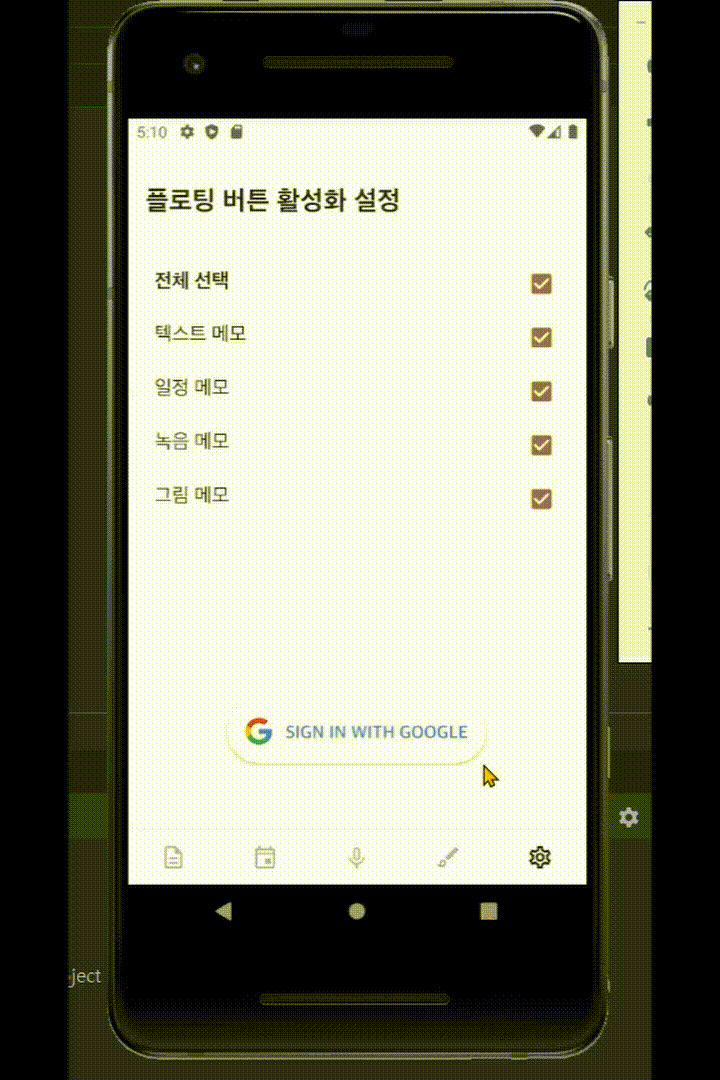 5:10
플로팅 버튼 활성화 설정
전체 선택
텍스트 메모
일정 메모
녹음 메모
그림 메모
SIGN IN WITH GOOGLE
ject